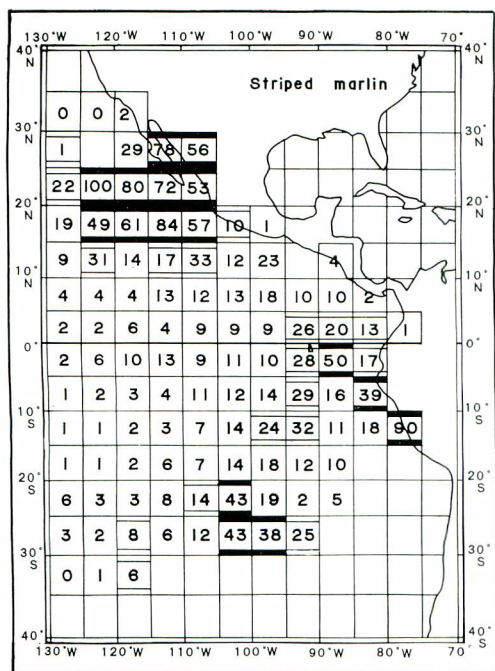 130°W 120°W 110°W 100°W 90°W 80°W 70°
40° N 40° N
Striped marlin
0 0 2
30° N 30° N
1 29 78 56
22 100 80 72 53
20° N 20° N
19 49 61 84 57 10 1
9 31 14 17 33 12 23 4
10° N 10° N
4 4 4 13 12 13 18 10 10 2
2 2 6 4 9 9 9 26 20 13 1
0° 0°
2 6 10 13 9 11 10 28 50 17
1 2 3 4 11 12 14 29 16 39
10° S 10° S
1 1 2 3 7 14 24 32 11 18 90
1 1 2 6 7 14 18 12 10
20° S 20° S
6 3 3 8 14 43 19 2 5
3 2 8 6 12 43 38 25
30° S 30° S
0 1 6
40° S 40° S
130°W 120°W 110°W 100°W 90°W 80°W 70°